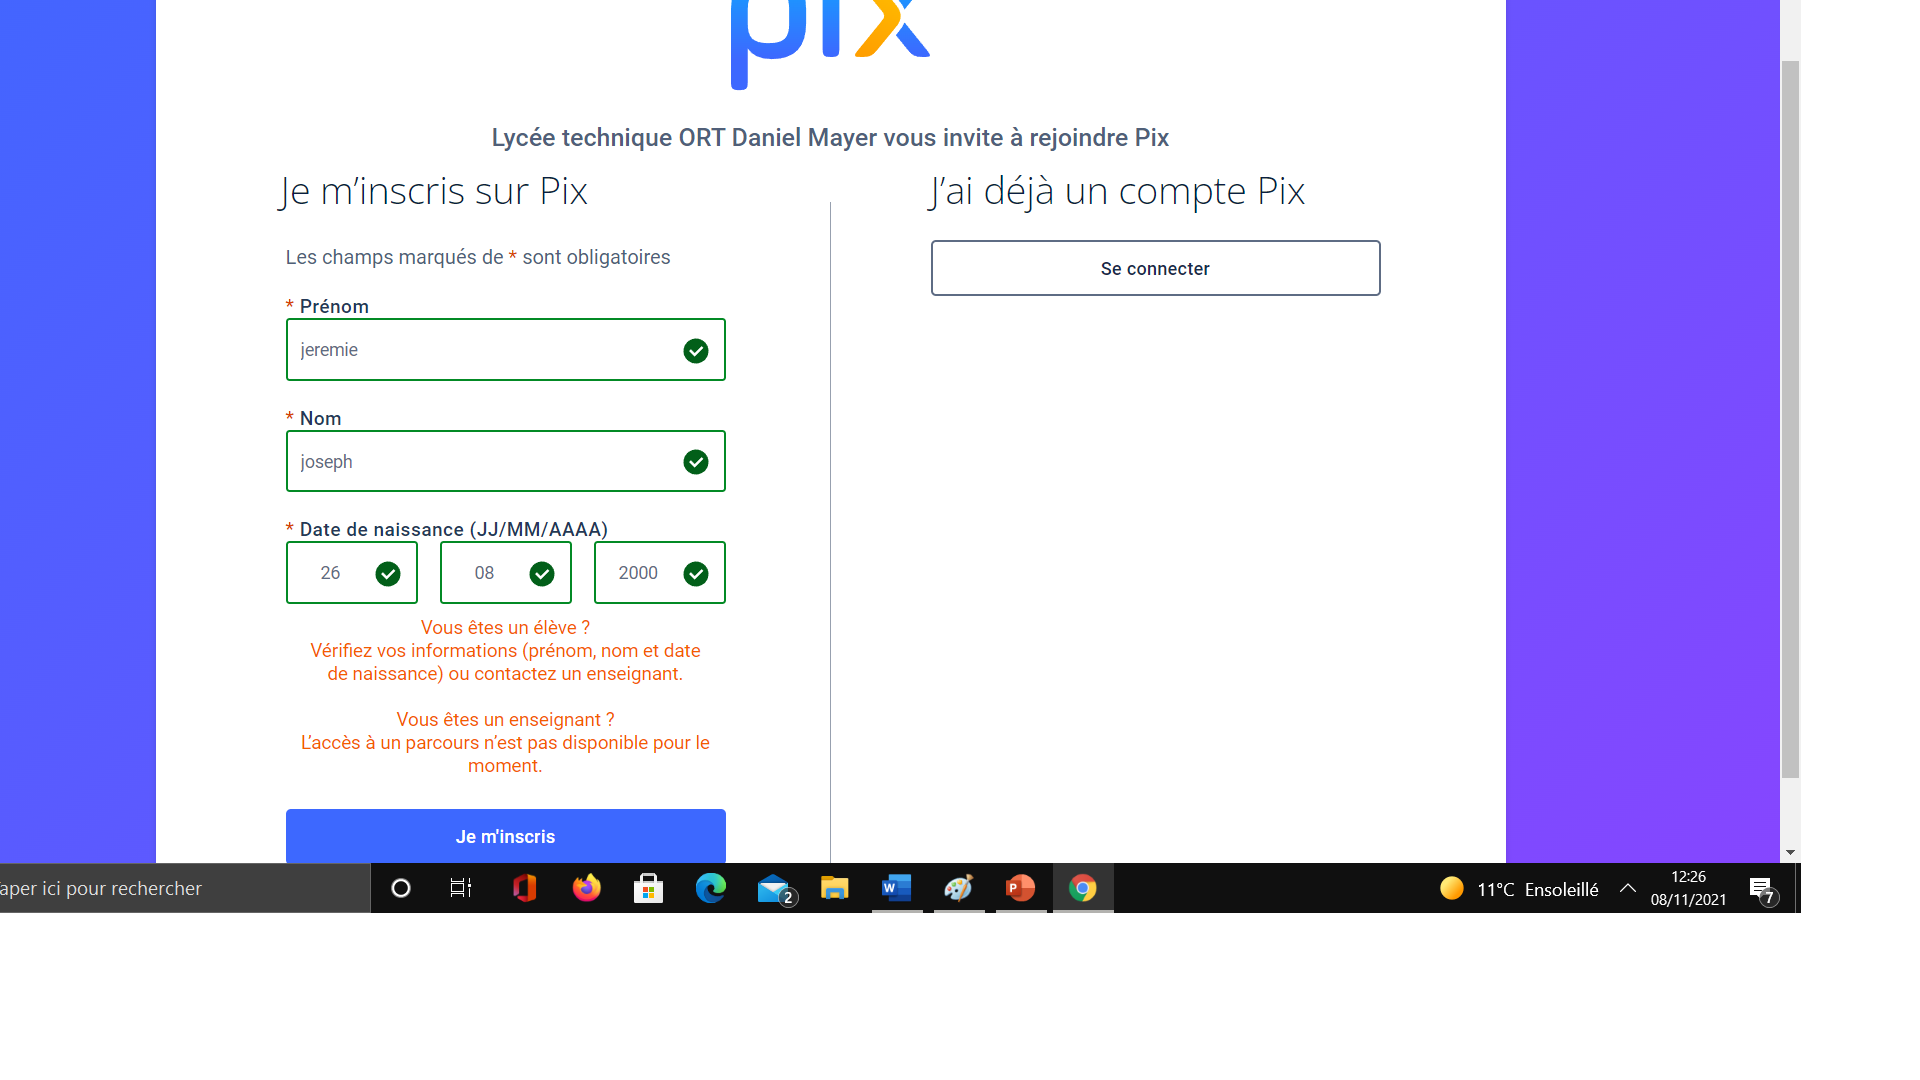 pix
Lycée technique ORT Daniel Mayer vous invite à rejoindre Pix
Je m’inscris sur Pix
Les champs marqués de * sont obligatoires
* Prénom
jeremie
* Nom
joseph
* Date de naissance (JJ/MM/AAAA)
26 08 2000
Vous êtes un élève ?
Vérifiez vos informations (prénom, nom et date
de naissance) ou contactez un enseignant.
Vous êtes un enseignant ?
L’accès à un parcours n’est pas disponible pour le
moment.
Je m'inscris
J’ai déjà un compte Pix
Se connecter
aper ici pour rechercher
2
W
P
11°C Ensoleillé
12:26
08/11/2021
7